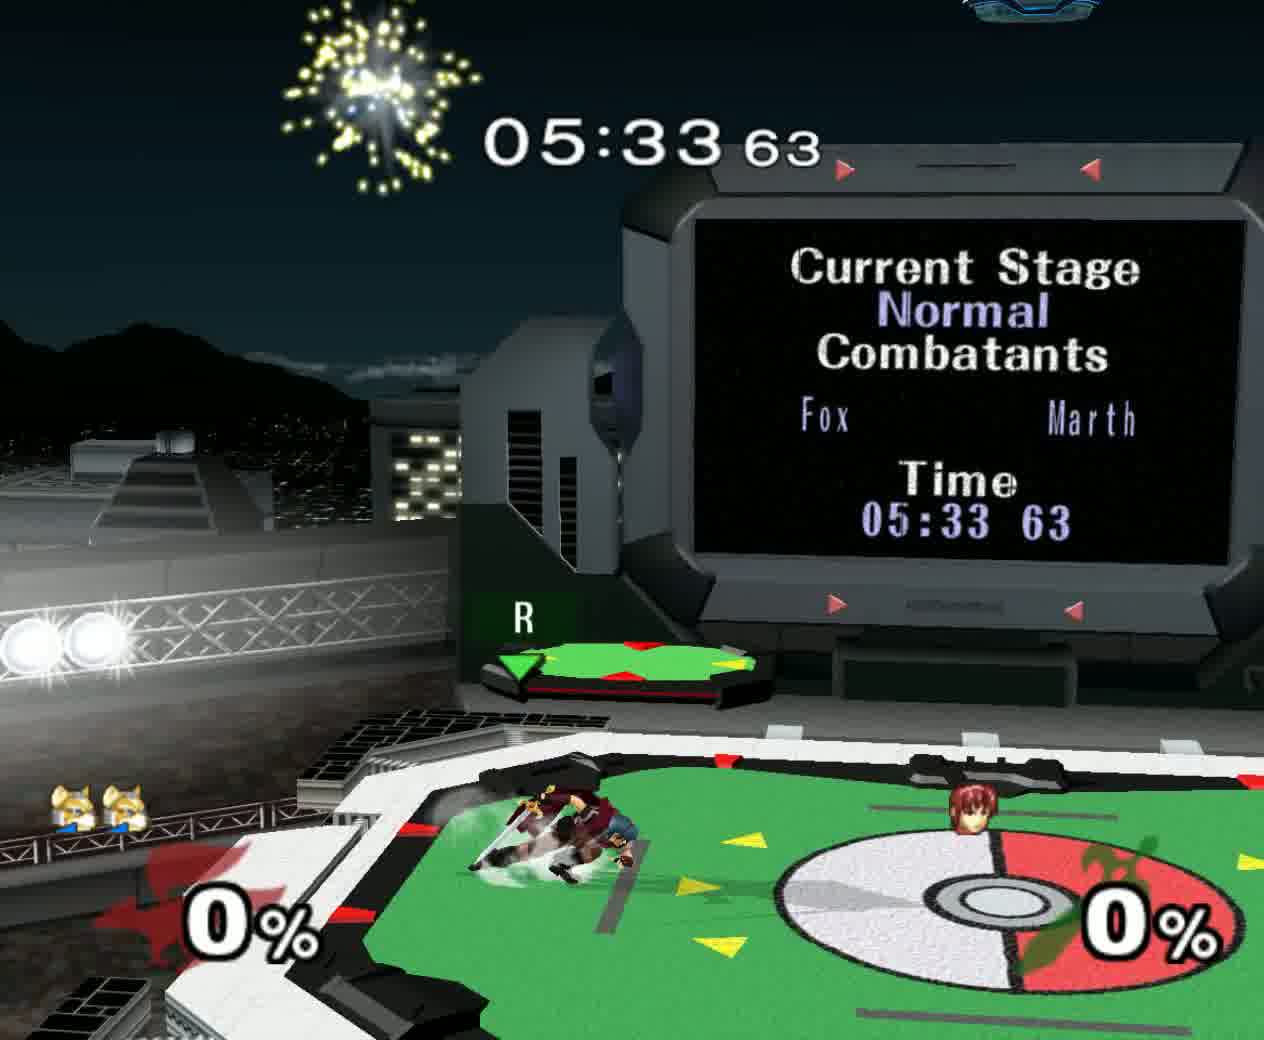 05:33 63
Current Stage
Normal
Combatants
Fox Marth
Time
05:33 63
R
0% 0%